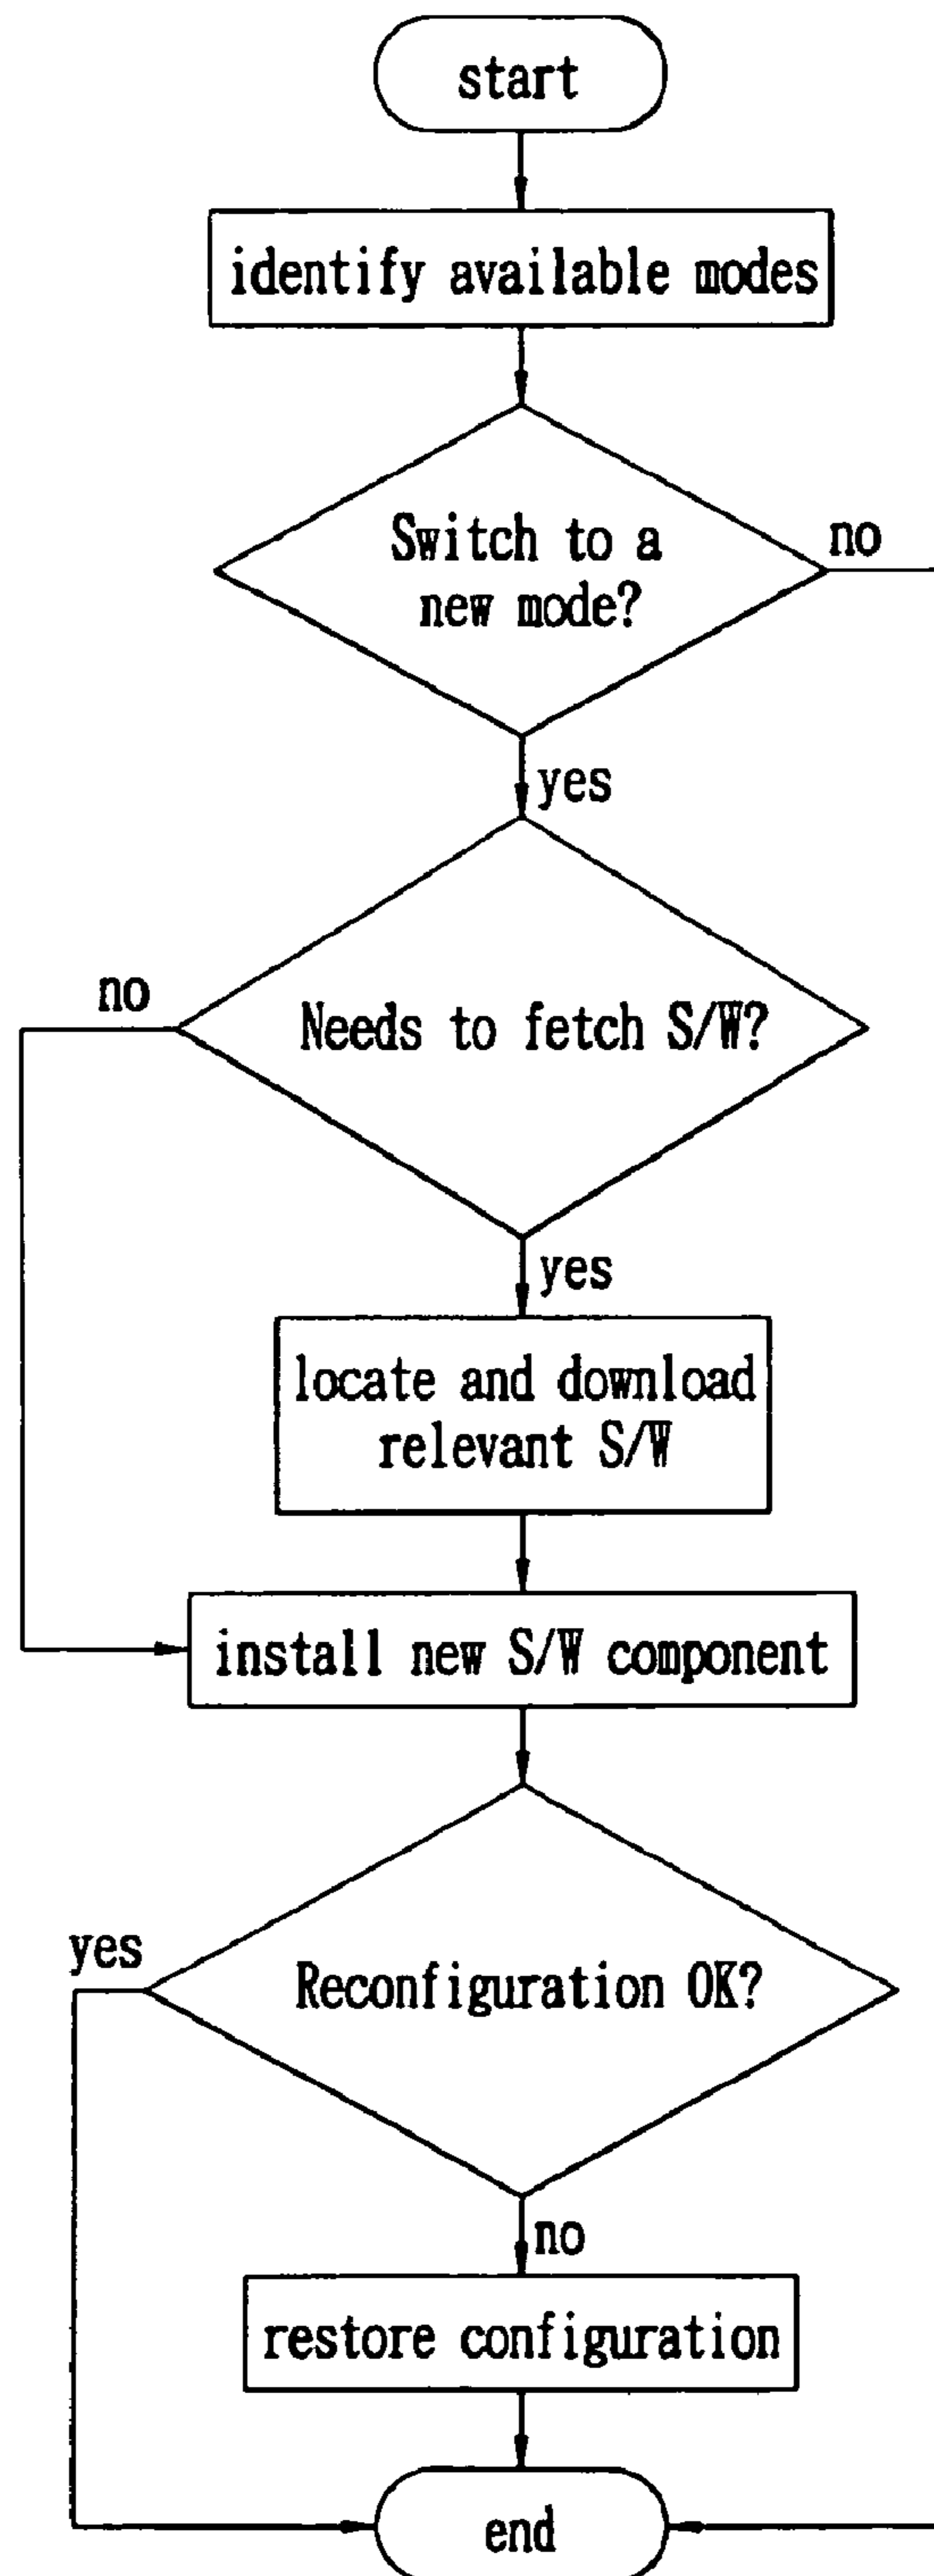 start
identify available modes
Switch to a
new mode?
no
yes
no
Needs to fetch S/W?
yes
locate and download
relevant S/W
install new S/W component
yes
Reconfiguration OK?
no
restore configuration
end